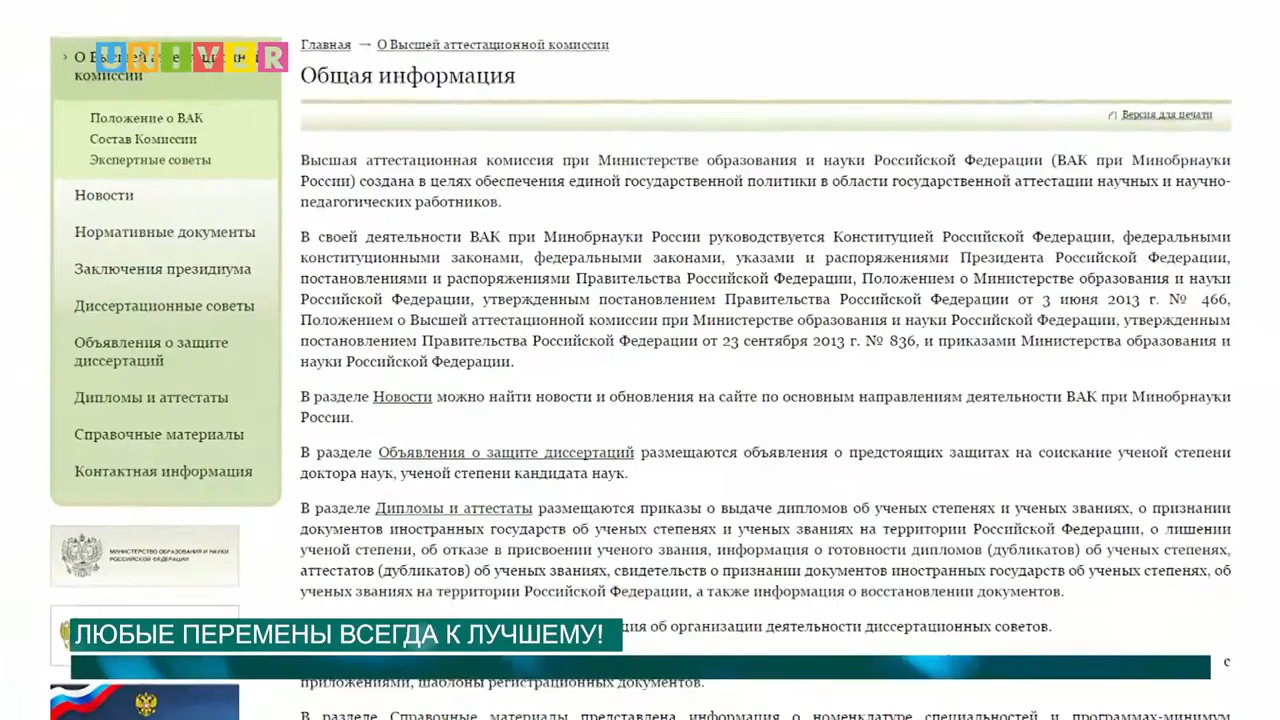 UNIVER
О Высшей аттестационной
комиссии
Положение о ВАК
Состав Комиссии
Экспертные советы
Новости
Нормативные документы
Заключения президиума
Диссертационные советы
Объявления о защите
диссертаций
Дипломы и аттестаты
Справочные материалы
Контактная информация
МИНИСТЕРСТВО ОБРАЗОВАНИЯ И НАУКИ
РОССИЙСКОЙ ФЕДЕРАЦИИ
Главная → О Высшей аттестационной комиссии
Общая информация
Версия для печати
Высшая аттестационная комиссия при Министерстве образования и науки Российской Федерации (ВАК при Минобрнауки
России) создана в целях обеспечения единой государственной политики в области государственной аттестации научных и научно-
педагогических работников.
В своей деятельности ВАК при Минобрнауки России руководствуется Конституцией Российской Федерации, федеральными
конституционными законами, федеральными законами, указами и распоряжениями Президента Российской Федерации,
постановлениями и распоряжениями Правительства Российской Федерации, Положением о Министерстве образования и науки
Российской Федерации, утвержденным постановлением Правительства Российской Федерации от 3 июня 2013 г. № 466,
Положением о Высшей аттестационной комиссии при Министерстве образования и науки Российской Федерации, утвержденным
постановлением Правительства Российской Федерации от 23 сентября 2013 г. № 836, и приказами Министерства образования и
науки Российской Федерации.
В разделе Новости можно найти новости и обновления на сайте по основным направлениям деятельности ВАК при Минобрнауки
России.
В разделе Объявления о защите диссертаций размещаются объявления о предстоящих защитах на соискание ученой степени
доктора наук, ученой степени кандидата наук.
В разделе Дипломы и аттестаты размещаются приказы о выдаче дипломов об ученых степенях и ученых званиях, о признании
документов иностранных государств об ученых степенях и ученых званиях на территории Российской Федерации, о лишении
ученой степени, об отказе в присвоении ученого звания, информация о готовности дипломов (дубликатов) об ученых степенях,
аттестатов (дубликатов) об ученых званиях, свидетельств о признании документов иностранных государств об ученых степенях, об
ученых званиях на территории Российской Федерации, а также информация о восстановлении документов.
ЛЮБЫЕ ПЕРЕМЕНЫ ВСЕГДА К ЛУЧШЕМУ!
об организации деятельности диссертационных советов.
с
приложениями, шаблоны регистрационных документов.
В разделе Справочные материалы представлена информация о номенклатуре специальностей и программах-минимум